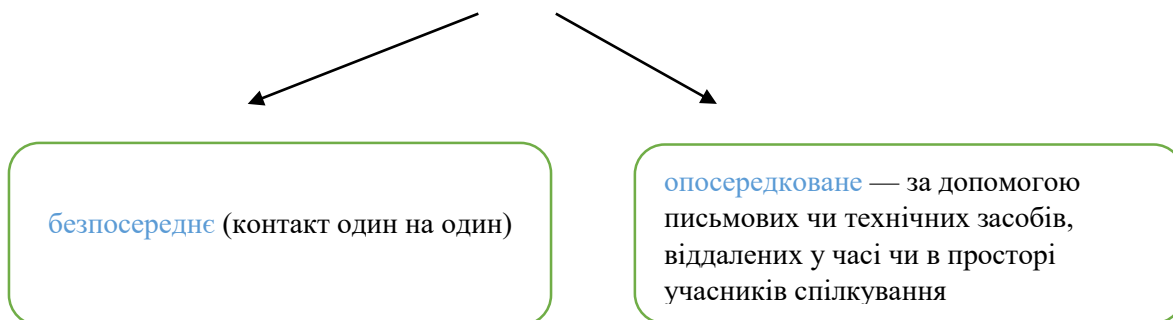 безпосереднє (контакт один на один)
опосередковане — за допомогою
письмових чи технічних засобів,
віддалених у часі чи в просторі
учасників спілкування